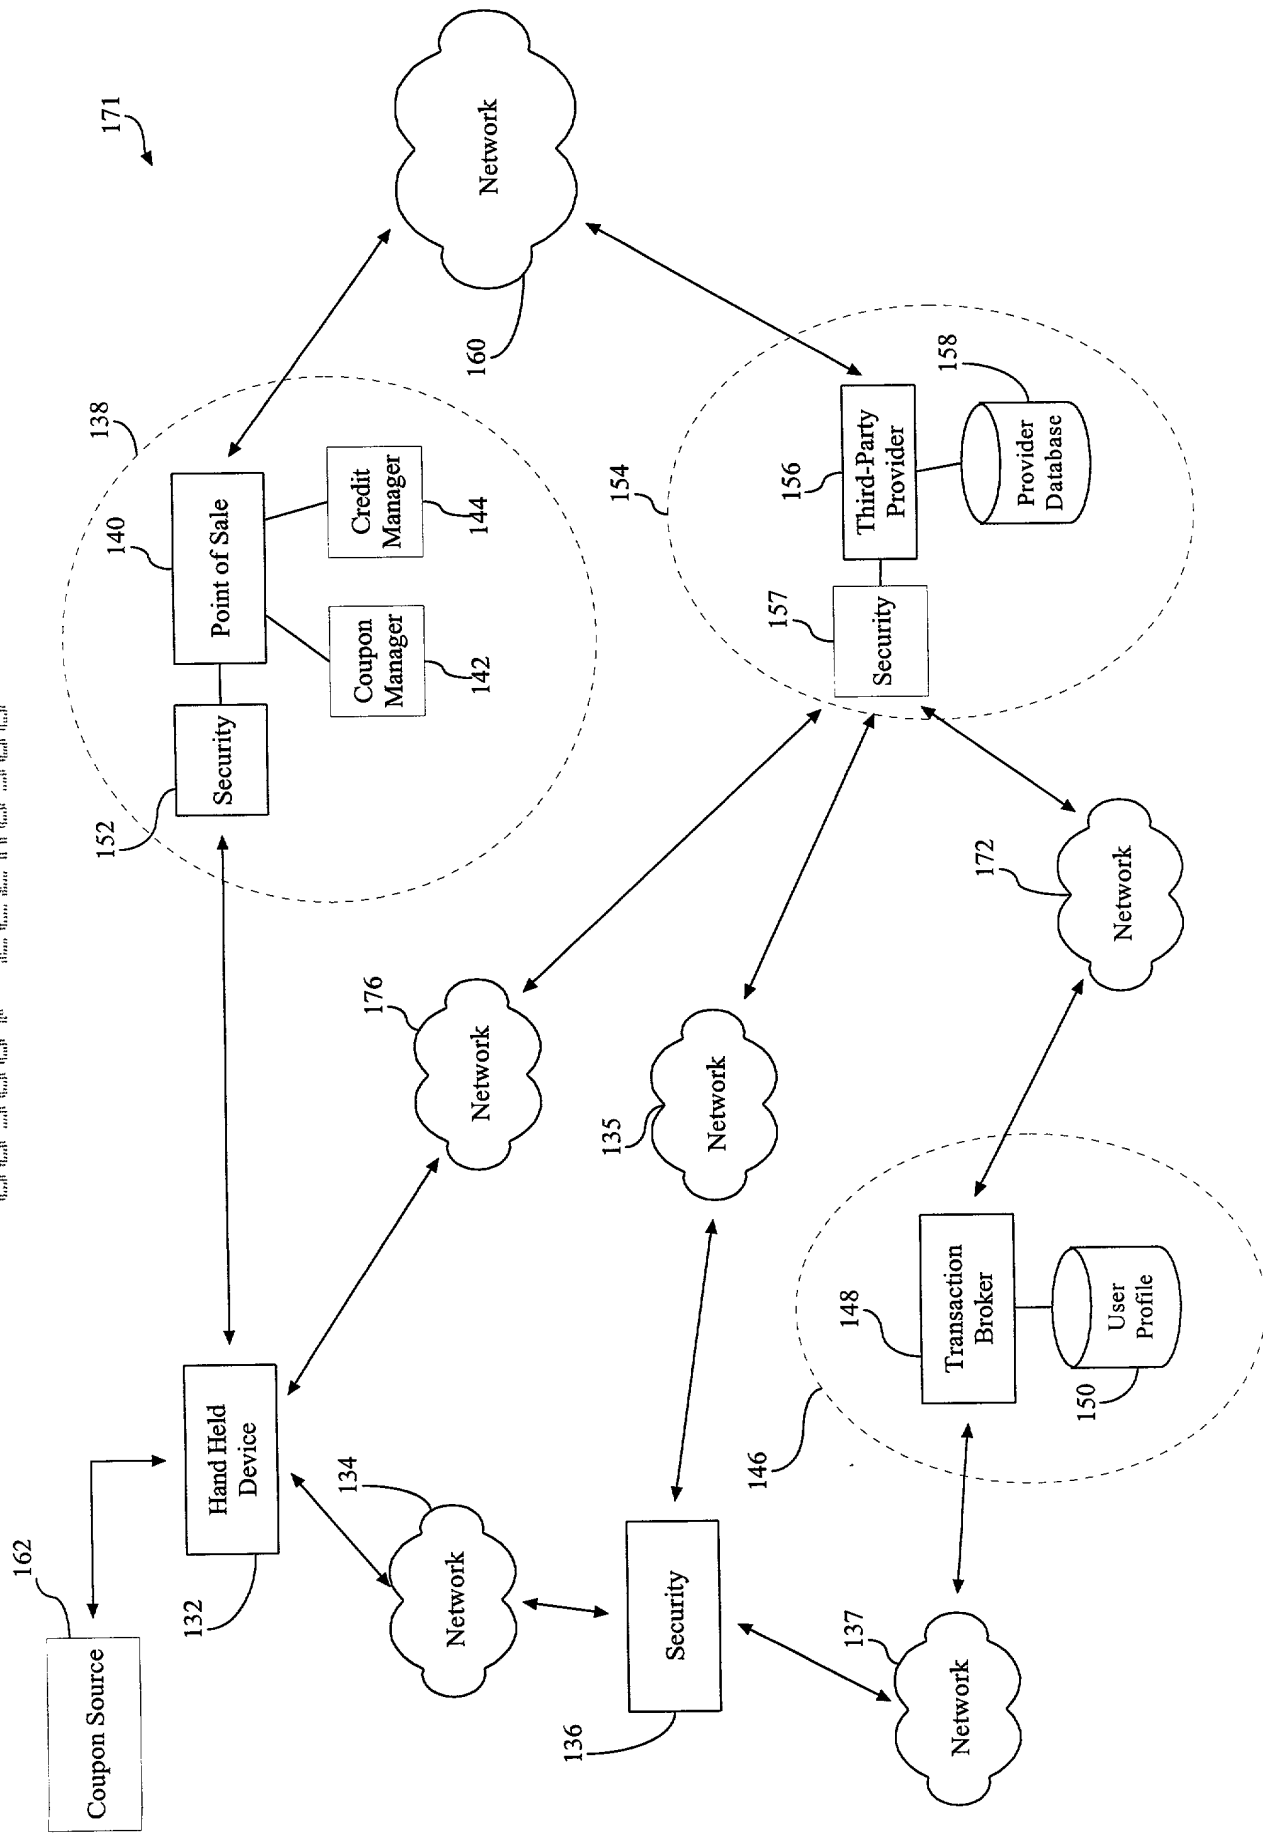 Coupon Source
162
132
Hand Held
Device
152
Security
140
Point of Sale
138
171
Coupon
Manager
142
Credit
Manager
144
134
Network
176
Network
160
Network
136
Security
135
Network
154
137
Network
146
148
Transaction
Broker
150
User
Profile
172
Network
157
Security
156
Third-Party
Provider
158
Provider
Database